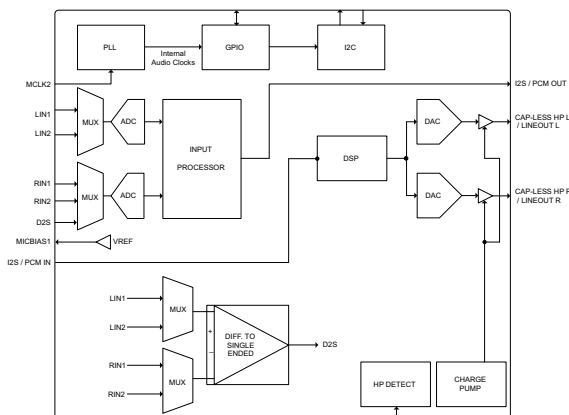 PLL
Internal
Audio Clocks
GPIO
I2C
MCLK2
I2S / PCM OUT
LIN1
LIN2
MUX
ADC
INPUT
PROCESSOR
DAC
CAP-LESS HP L
/ LINEOUT L
DSP
RIN1
RIN2
D2S
MUX
ADC
DAC
CAP-LESS HP R
/ LINEOUT R
MICBIAS1
VREF
I2S / PCM IN
LIN1
LIN2
MUX
+
–
DIFF. TO
SINGLE
ENDED
D2S
RIN1
RIN2
MUX
HP DETECT
CHARGE
PUMP